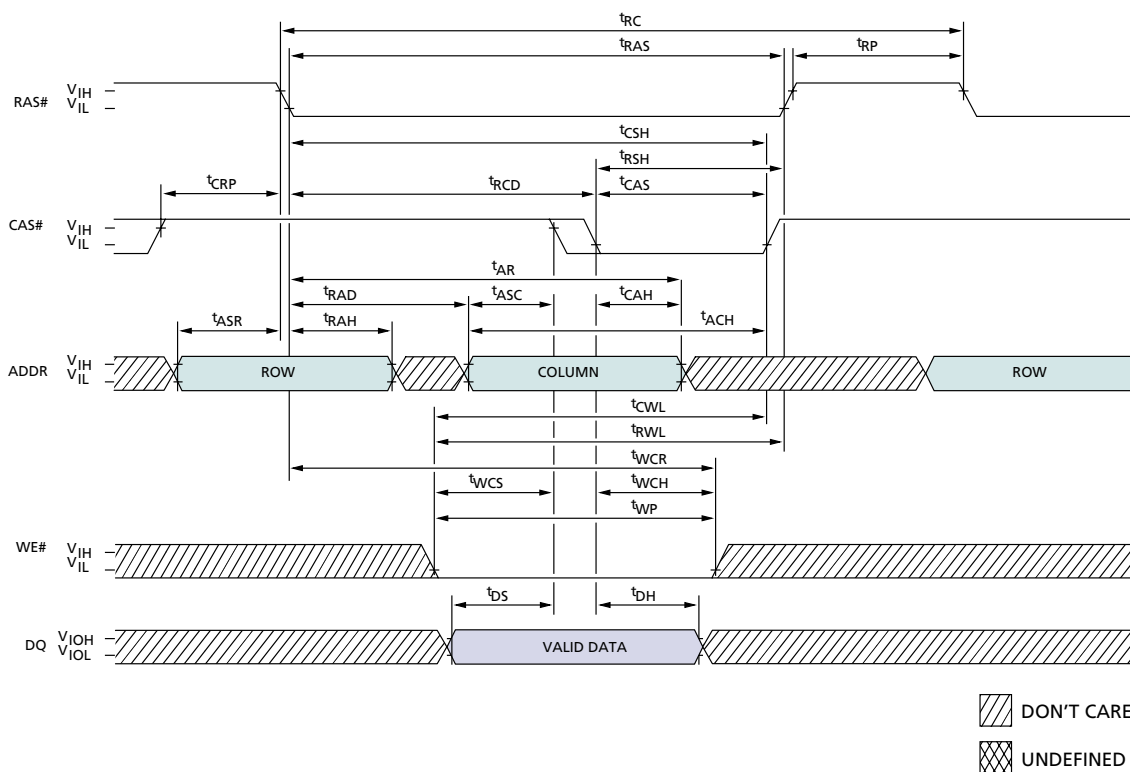 tRC
tRAS tRP
RAS# VIH
VIL
tCSH
tRSH
tCRP tRCD tCAS
CAS# VIH
VIL
tAR
tRAD tASC tCAH
tASR tRAH tACH
ADDR VIH
VIL
ROW COLUMN ROW
tCWL
tRWL
tWCR
tWCS tWCH
tWP
WE# VIH
VIL
tDS tDH
DQ VIOH
VIOL
VALID DATA
DON'T CARE
UNDEFINED